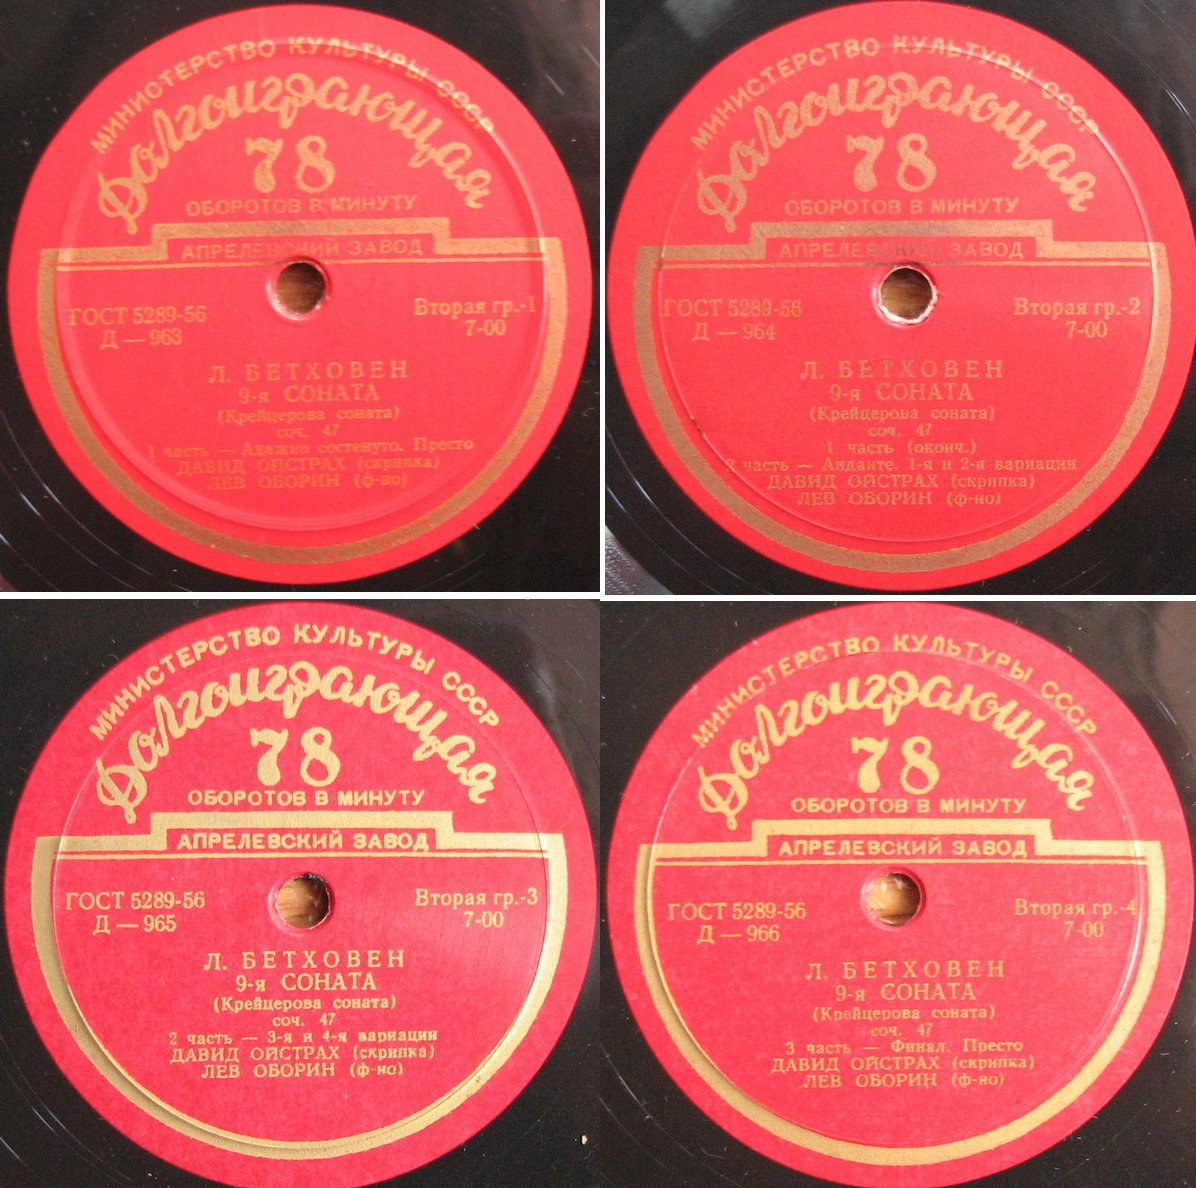 МИНИСТЕРСТВО КУЛЬТУРЫ СССР
Долгоиграющая
78
ОБОРОТОВ В МИНУТУ
АПРЕЛЕВСКИЙ ЗАВОД
ГОСТ 5289-56
Д — 963
Вторая гр.-1
7-00
Л. БЕТХОВЕН
9-я СОНАТА
(Крейцерова соната)
соч. 47
1 часть — Адажио состенуто. Престо
ДАВИД ОЙСТРАХ (скрипка)
ЛЕВ ОБОРИН (ф-но)
МИНИСТЕРСТВО КУЛЬТУРЫ СССР
Долгоиграющая
78
ОБОРОТОВ В МИНУТУ
АПРЕЛЕВСКИЙ ЗАВОД
ГОСТ 5289-56
Д — 964
Вторая гр.-2
7-00
Л. БЕТХОВЕН
9-я СОНАТА
(Крейцерова соната)
соч. 47
1 часть (оконч.)
2 часть — Анданте. 1-я и 2-я вариации
ДАВИД ОЙСТРАХ (скрипка)
ЛЕВ ОБОРИН (ф-но)
МИНИСТЕРСТВО КУЛЬТУРЫ СССР
Долгоиграющая
78
ОБОРОТОВ В МИНУТУ
АПРЕЛЕВСКИЙ ЗАВОД
ГОСТ 5289-56
Д — 965
Вторая гр.-3
7-00
Л. БЕТХОВЕН
9-я СОНАТА
(Крейцерова соната)
соч. 47
2 часть — 3-я и 4-я вариации
ДАВИД ОЙСТРАХ (скрипка)
ЛЕВ ОБОРИН (ф-но)
МИНИСТЕРСТВО КУЛЬТУРЫ СССР
Долгоиграющая
78
ОБОРОТОВ В МИНУТУ
АПРЕЛЕВСКИЙ ЗАВОД
ГОСТ 5289-56
Д — 966
Вторая гр.-4
7-00
Л. БЕТХОВЕН
9-я СОНАТА
(Крейцерова соната)
соч. 47
3 часть — Финал. Престо
ДАВИД ОЙСТРАХ (скрипка)
ЛЕВ ОБОРИН (ф-но)